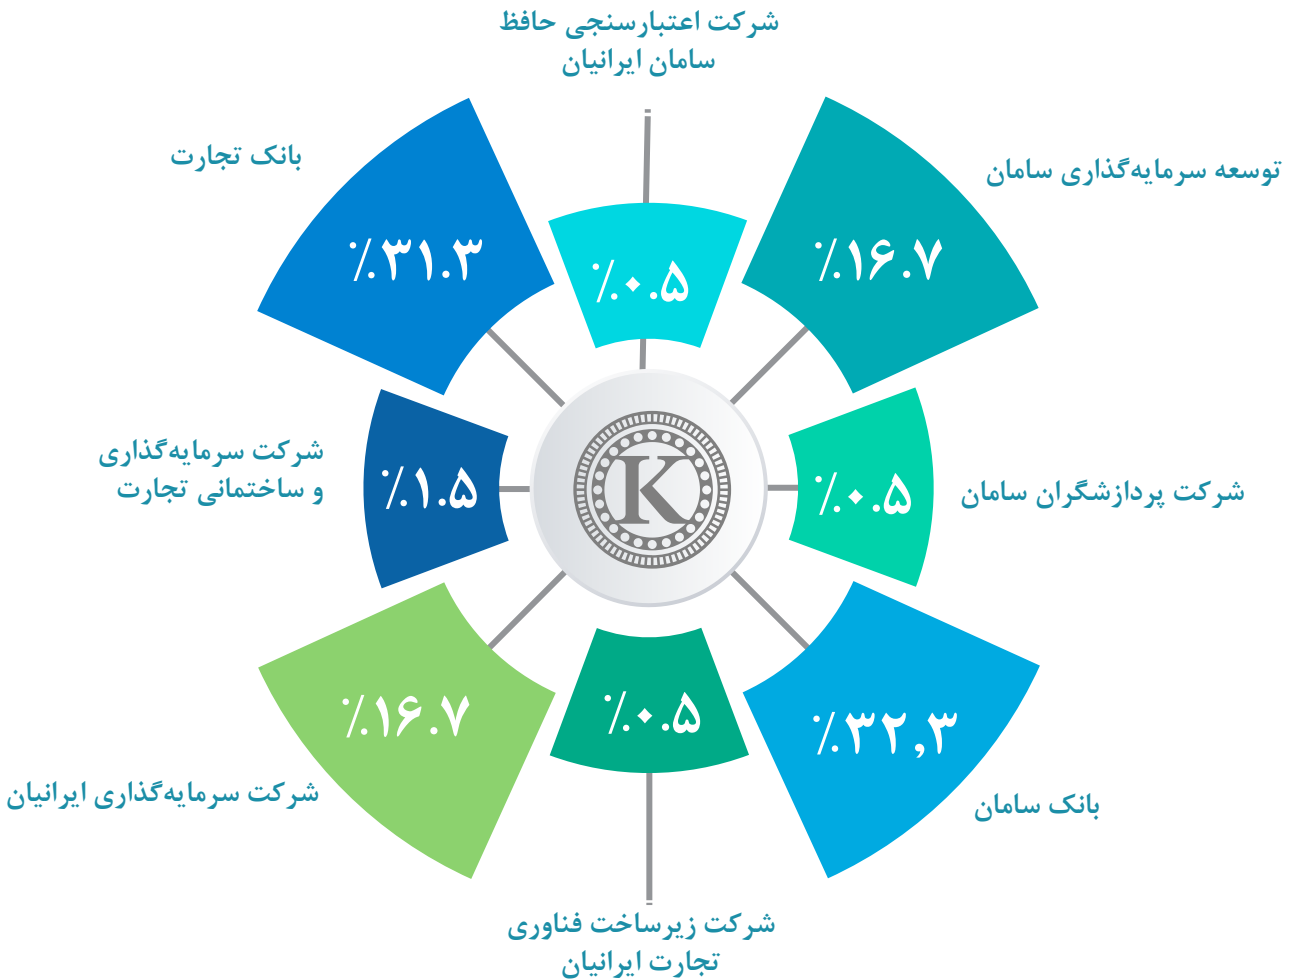 شرکت اعتبارسنجی حافظ
سامان ایرانیان
٪۰.۵
توسعه سرمایه‌گذاری سامان
٪۱۶.۷
بانک تجارت
٪۳۱.۳
شرکت پردازشگران سامان
٪۰.۵
K
شرکت سرمایه‌گذاری
و ساختمانی تجارت
٪۱.۵
بانک سامان
٪۳۲,۳
شرکت سرمایه‌گذاری ایرانیان
٪۱۶.۷
٪۰.۵
شرکت زیرساخت فناوری
تجارت ایرانیان